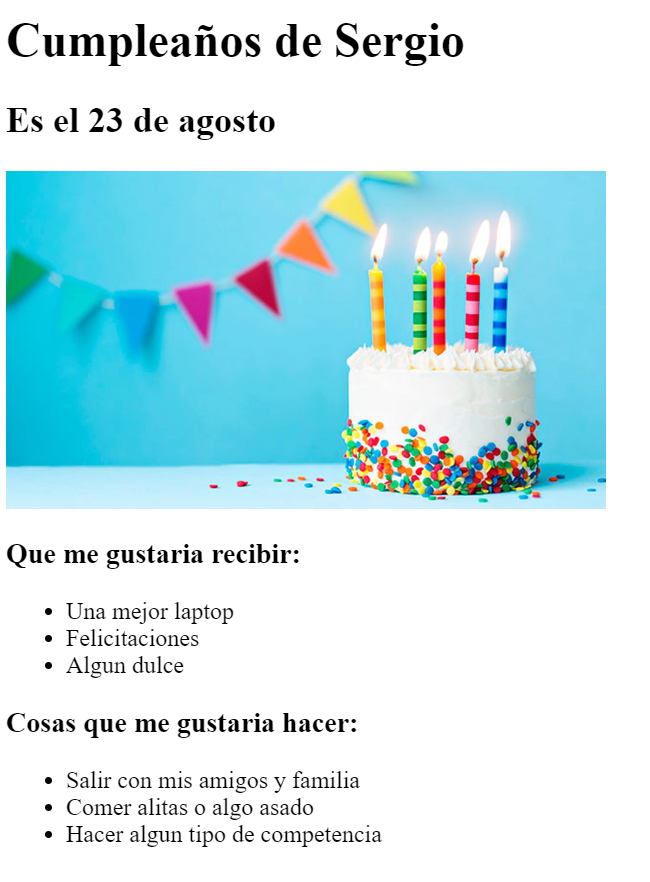 Cumpleaños de Sergio
Es el 23 de agosto
Que me gustaria recibir:
Una mejor laptop
Felicitaciones
Algun dulce
Cosas que me gustaria hacer:
Salir con mis amigos y familia
Comer alitas o algo asado
Hacer algun tipo de competencia